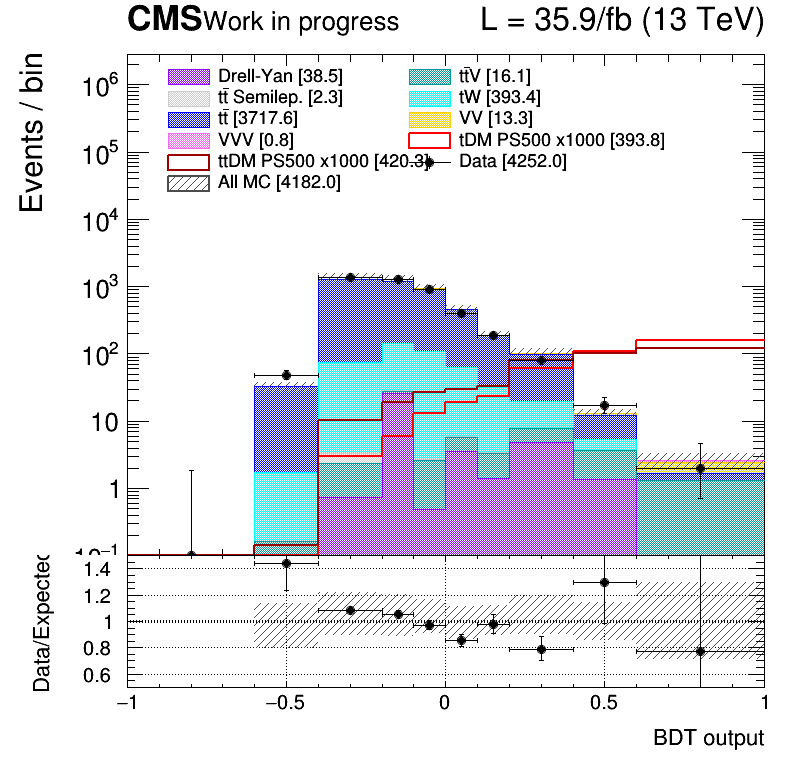 CMS Work in progress L = 35.9/fb (13 TeV)
Events / bin
Drell-Yan [38.5] tt̄V [16.1]
tt̄ Semilep. [2.3] tW [393.4]
tt̄ [3717.6] VV [13.3]
VVV [0.8] tDM PS500 x1000 [393.8]
ttDM PS500 x1000 [420.3] Data [4252.0]
All MC [4182.0]
10⁶
10⁵
10⁴
10³
10²
10
1
10⁻¹
Data/Expected
1.4
1.2
1
0.8
0.6
−1 −0.5 0 0.5 1
BDT output